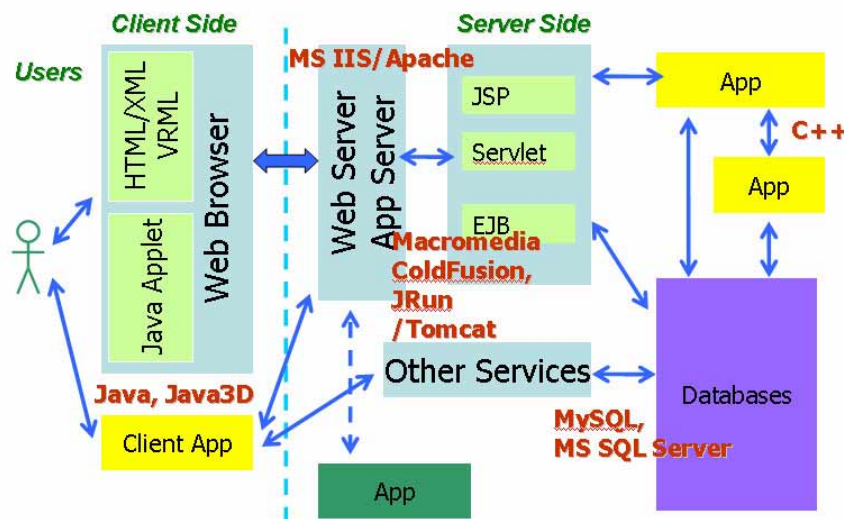 Client Side
Server Side
Users
HTML/XML
VRML
Java Applet
Web Browser
MS IIS/Apache
Web Server
App Server
JSP
Servlet
EJB
Macromedia
ColdFusion,
JRun
/Tomcat
App
C++
App
Java, Java3D
Client App
Other Services
MySQL,
MS SQL Server
Databases
App